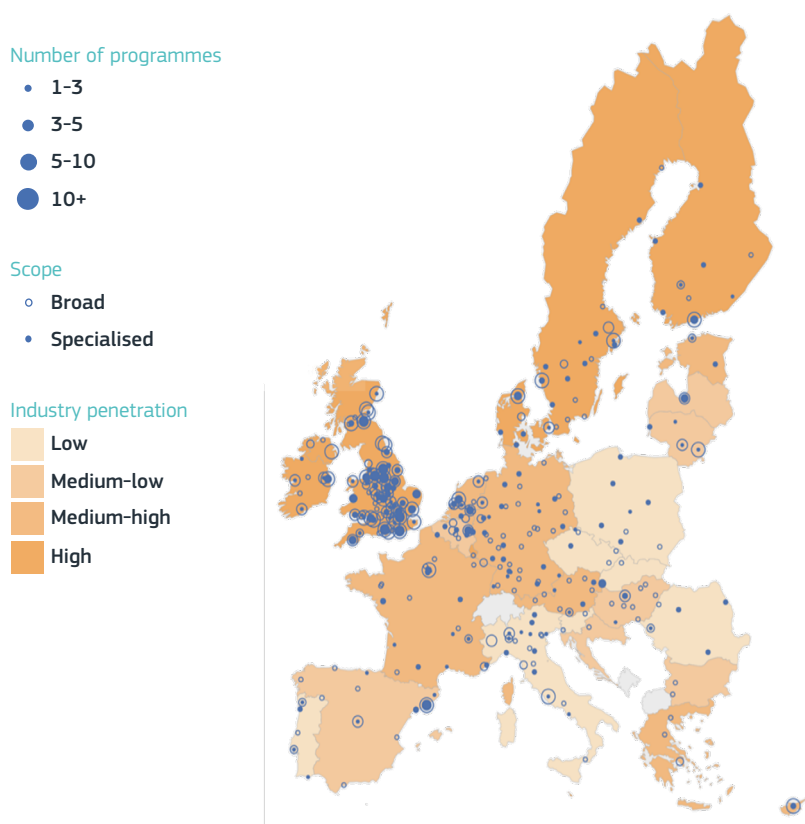 Number of programmes
1-3
3-5
5-10
10+
Scope
Broad
Specialised
Industry penetration
Low
Medium-low
Medium-high
High